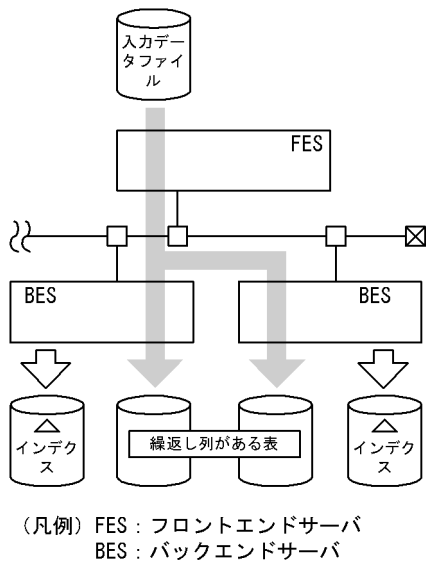 入力デー
タファイ
ル
FES
BES
BES
インデク
ス
繰返し列がある表
インデク
ス
（凡例）FES：フロントエンドサーバ
BES：バックエンドサーバ